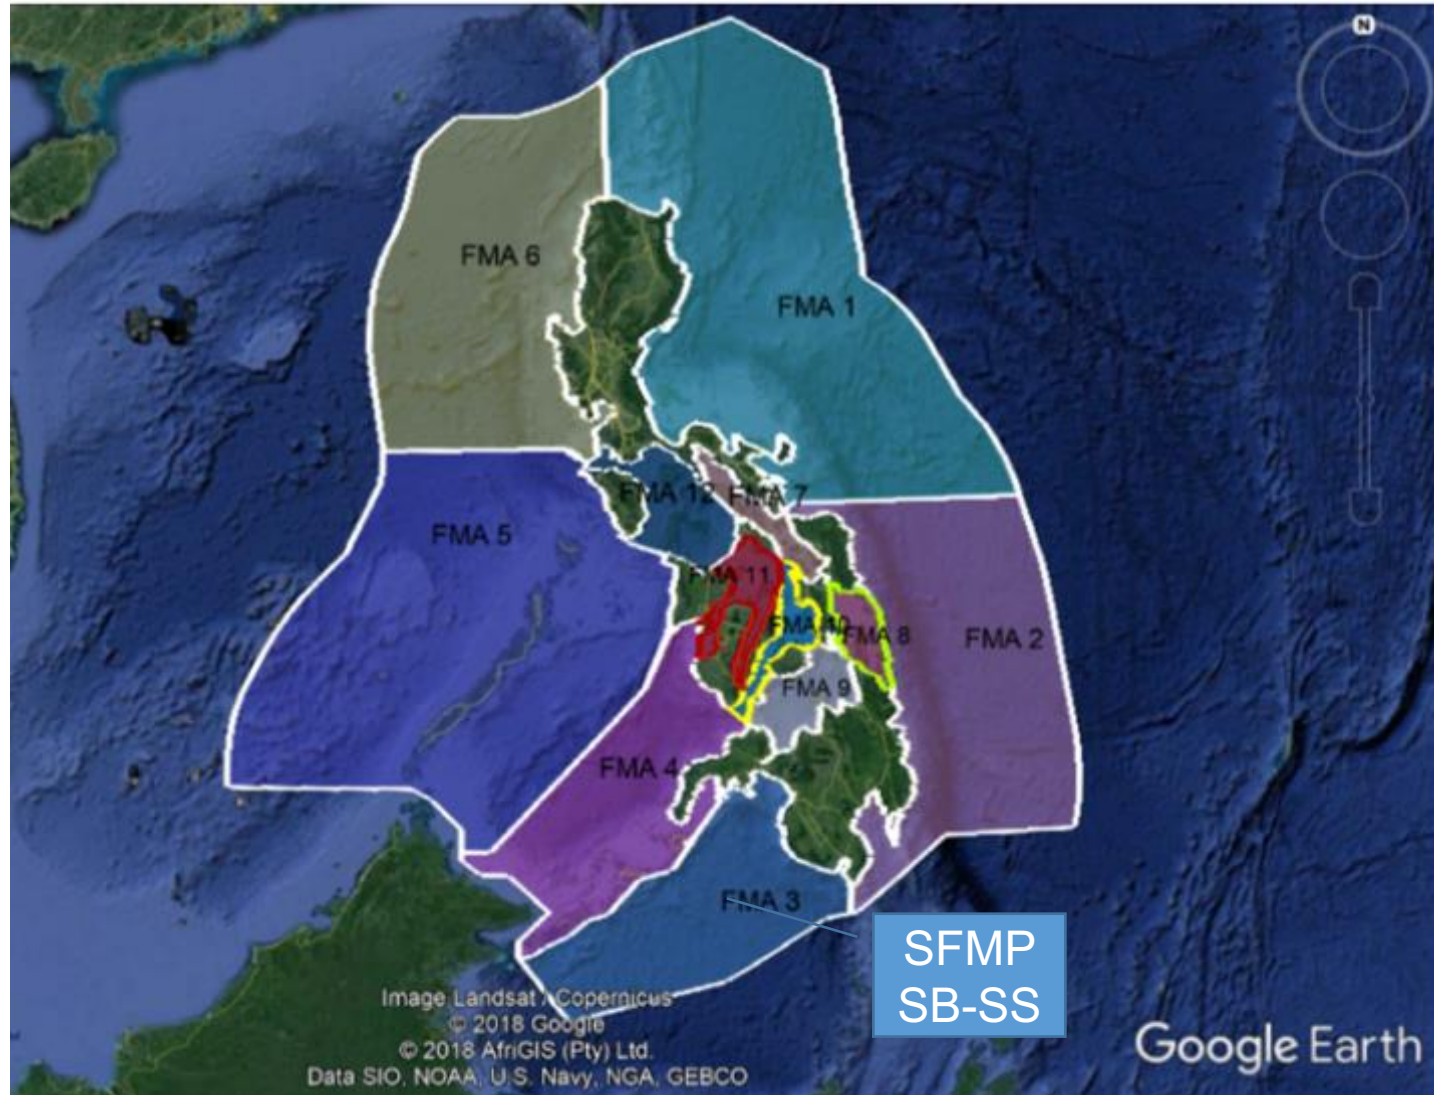 N
FMA 6
FMA 1
FMA 12
FMA 7
FMA 5
FMA 11
FMA 10
FMA 8
FMA 2
FMA 9
FMA 4
FMA 3
SFMP
SB-SS
Image Landsat / Copernicus
© 2018 Google
© 2018 AfriGIS (Pty) Ltd.
Data SIO, NOAA, U.S. Navy, NGA, GEBCO
Google Earth